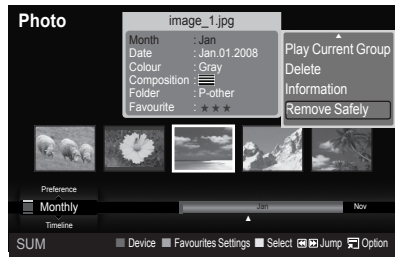 Photo
image_1.jpg
Month : Jan
Date : Jan.01.2008
Colour : Gray
Composition :
Folder : P-other
Favourite : ★ ★ ★
Play Current Group
Delete
Information
Remove Safely
Preference
Monthly
Timeline
Jan
Nov
SUM
Device
Favourites Settings
Select
Jump
Option